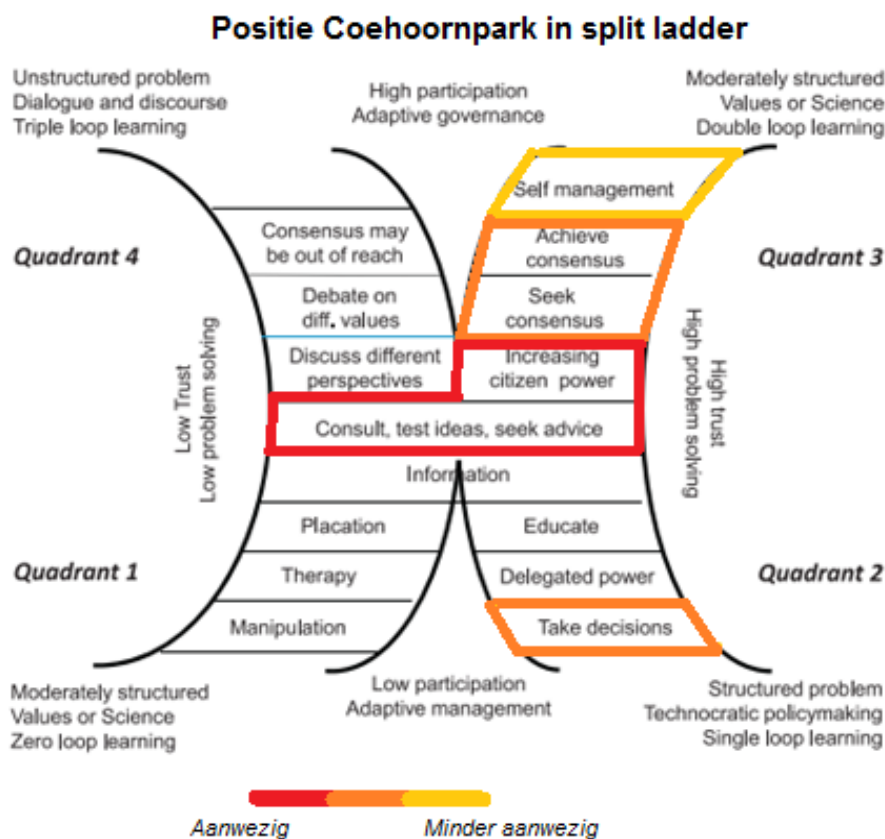 Positie Coehoornpark in split ladder
Unstructured problem
Dialogue and discourse
Triple loop learning
High participation
Adaptive governance
Moderately structured
Values or Science
Double loop learning
Self management
Quadrant 4
Consensus may
be out of reach
Achieve
consensus
Quadrant 3
Debate on
diff. values
Seek
consensus
Discuss different
perspectives
Increasing
citizen power
Low Trust
Low problem solving
High trust
High problem solving
Consult, test ideas, seek advice
Information
Placation
Educate
Quadrant 1
Therapy
Delegated power
Quadrant 2
Manipulation
Take decisions
Moderately structured
Values or Science
Zero loop learning
Low participation
Adaptive management
Structured problem
Technocratic policymaking
Single loop learning
Aanwezig
Minder aanwezig